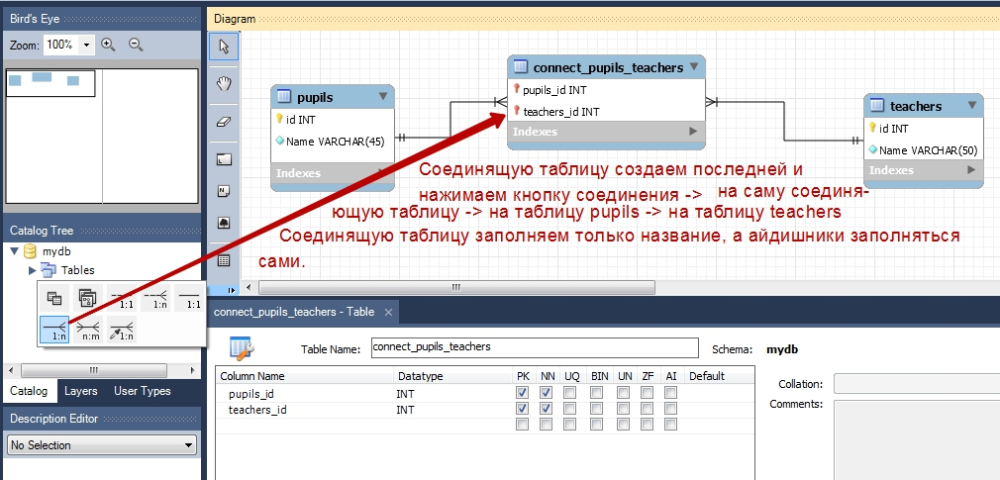 Bird's Eye
Zoom: 100%
Diagram
pupils
id INT
Name VARCHAR(45)
Indexes
connect_pupils_teachers
pupils_id INT
teachers_id INT
Indexes
teachers
id INT
Name VARCHAR(50)
Indexes
Соединящую таблицу создаем последней и
нажимаем кнопку соединения -> на саму соединя-
ющую таблицу -> на таблицу pupils -> на таблицу teachers
Соединящую таблицу заполняем только название, а айдишники заполняться
сами.
Catalog Tree
mydb
Tables
1:1
1:n
1:1
1:n
n:m
1:n
Catalog Layers User Types
Description Editor
No Selection
connect_pupils_teachers - Table
Table Name: connect_pupils_teachers Schema: mydb
Column Name Datatype PK NN UQ BIN UN ZF AI Default
pupils_id INT
teachers_id INT
Collation:
Comments: